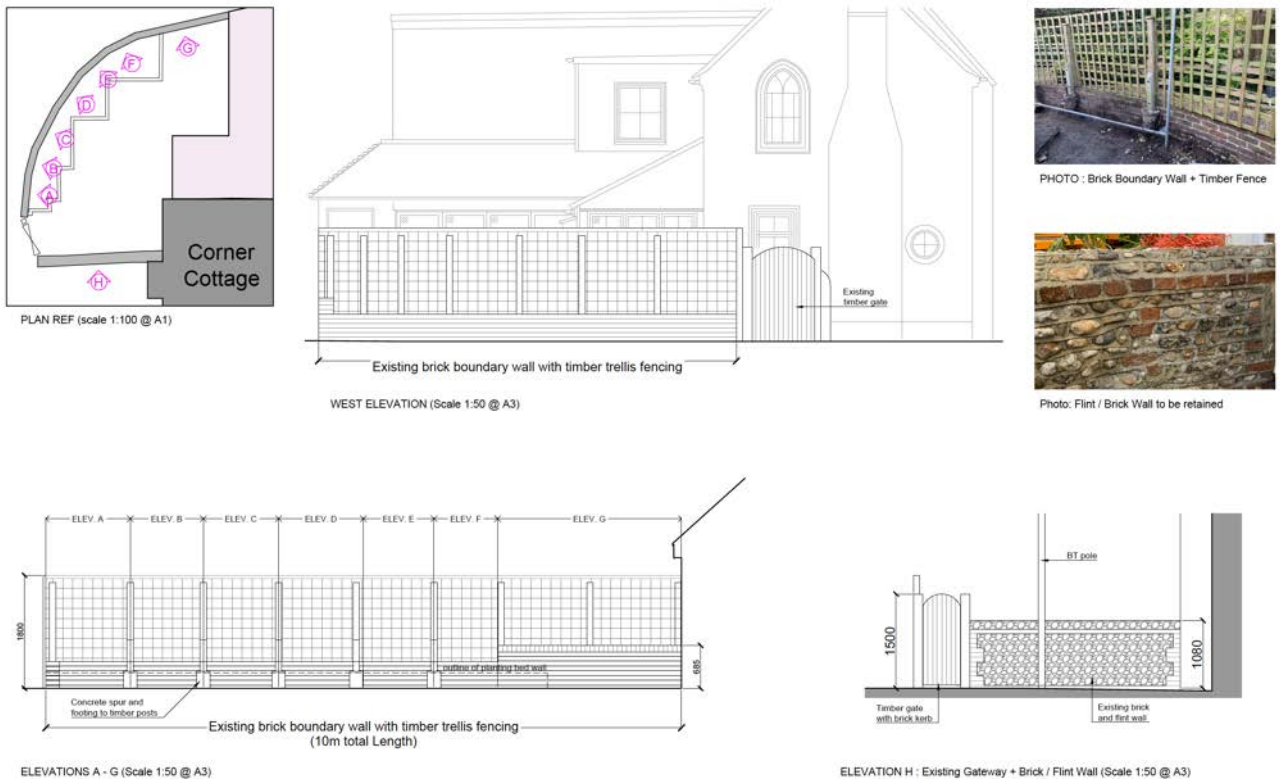 G
F
E
D
C
B
A
H
Corner
Cottage
PLAN REF (scale 1:100 @ A1)
Existing
timber gate
Existing brick boundary wall with timber trellis fencing
WEST ELEVATION (Scale 1:50 @ A3)
PHOTO : Brick Boundary Wall + Timber Fence
Photo: Flint / Brick Wall to be retained
ELEV. A
ELEV. B
ELEV. C
ELEV. D
ELEV. E
ELEV. F
ELEV. G
1800
685
outline of planting bed wall
Concrete spur and
footing to timber posts
Existing brick boundary wall with timber trellis fencing
(10m total Length)
ELEVATIONS A - G (Scale 1:50 @ A3)
BT pole
1500
1080
Timber gate
with brick kerb
Existing brick
and flint wall
ELEVATION H : Existing Gateway + Brick / Flint Wall (Scale 1:50 @ A3)